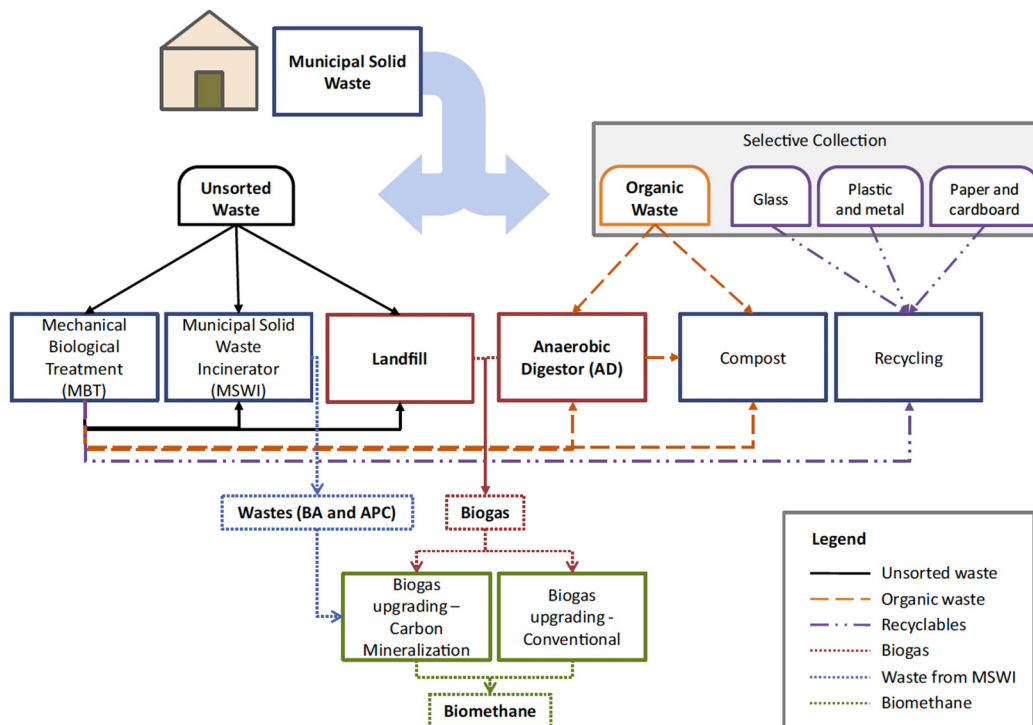 Municipal Solid
Waste
Selective Collection
Unsorted
Waste
Organic
Waste
Glass
Plastic
and metal
Paper and
cardboard
Mechanical
Biological
Treatment
(MBT)
Municipal Solid
Waste
Incinerator
(MSWI)
Landfill
Anaerobic
Digestor (AD)
Compost
Recycling
Wastes (BA and APC)
Biogas
Biogas
upgrading –
Carbon
Mineralization
Biogas
upgrading -
Conventional
Biomethane
Legend
Unsorted waste
Organic waste
Recyclables
Biogas
Waste from MSWI
Biomethane